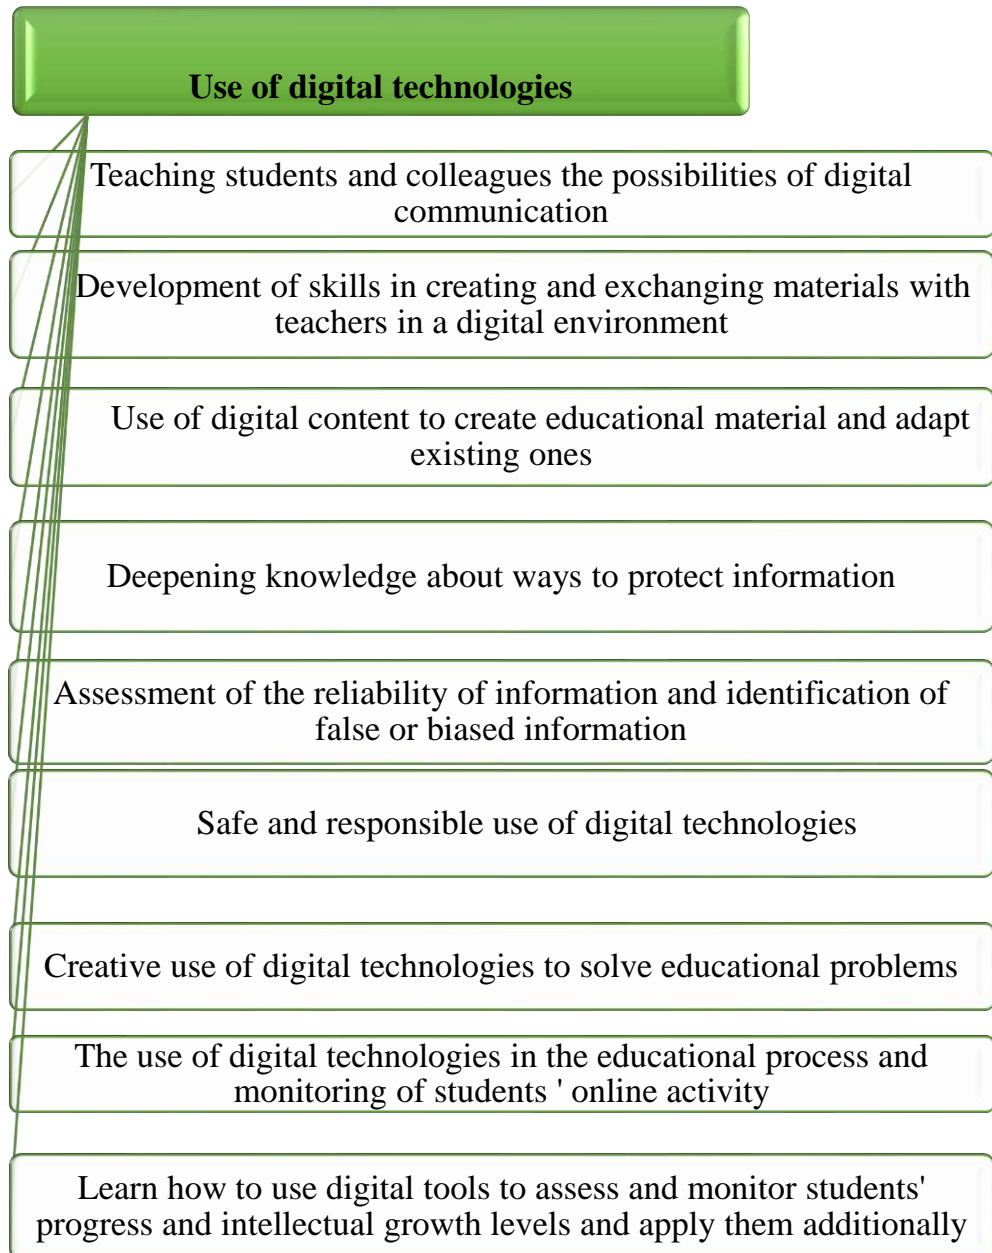 Use of digital technologies
Teaching students and colleagues the possibilities of digital
communication
Development of skills in creating and exchanging materials with
teachers in a digital environment
Use of digital content to create educational material and adapt
existing ones
Deepening knowledge about ways to protect information
Assessment of the reliability of information and identification of
false or biased information
Safe and responsible use of digital technologies
Creative use of digital technologies to solve educational problems
The use of digital technologies in the educational process and
monitoring of students ' online activity
Learn how to use digital tools to assess and monitor students'
progress and intellectual growth levels and apply them additionally